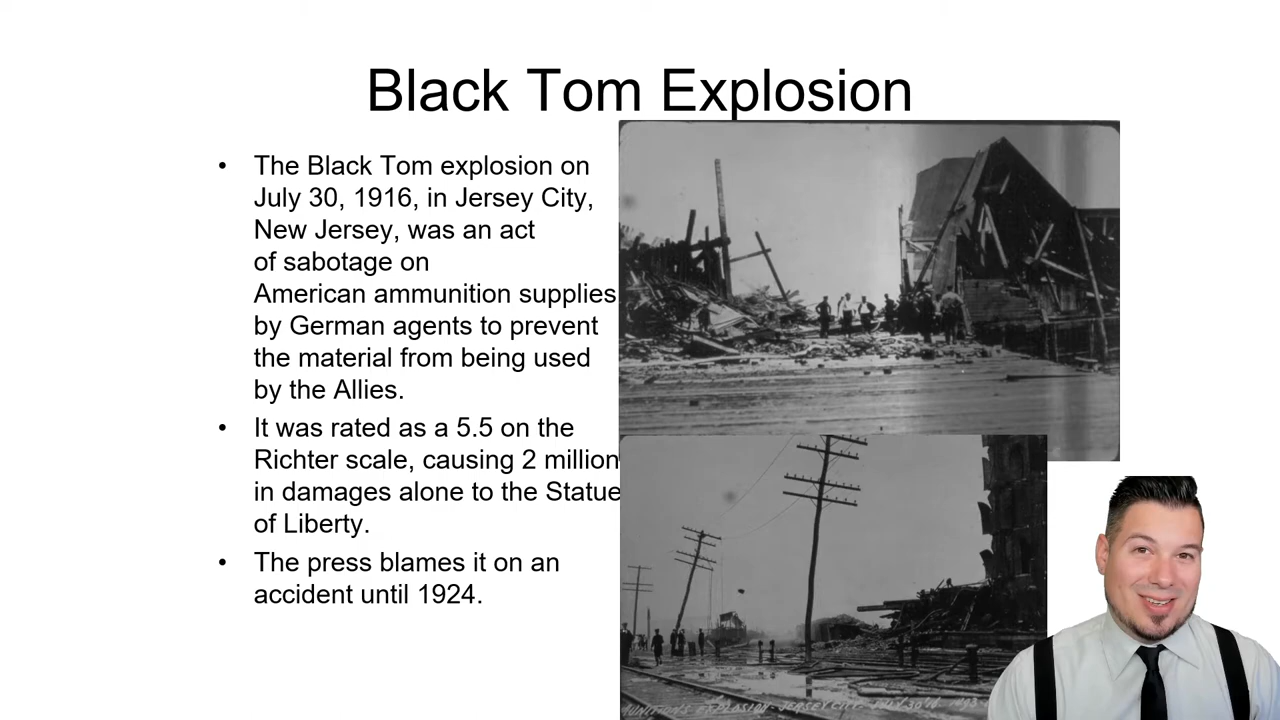 Black Tom Explosion
• The Black Tom explosion on
July 30, 1916, in Jersey City,
New Jersey, was an act
of sabotage on
American ammunition supplies
by German agents to prevent
the material from being used
by the Allies.
• It was rated as a 5.5 on the
Richter scale, causing 2 million
in damages alone to the Statue
of Liberty.
• The press blames it on an
accident until 1924.
EXPLOSION - JERSEY CITY. JULY 30